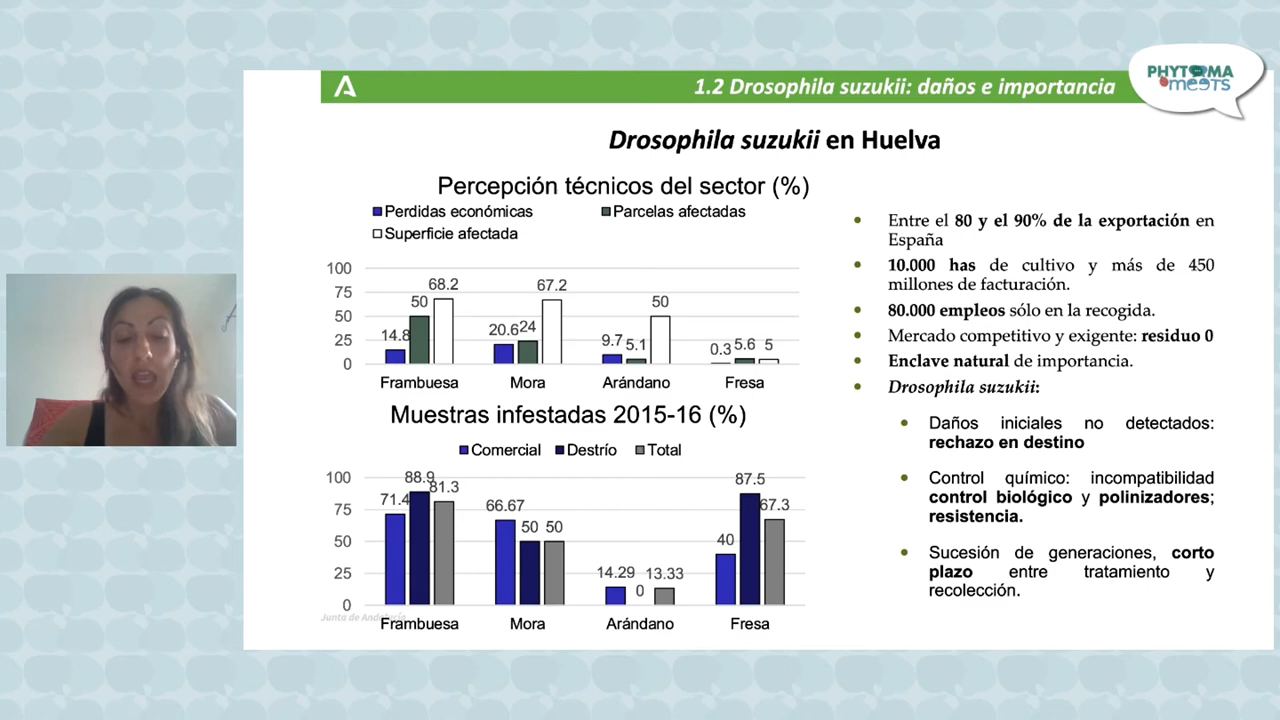 1.2 Drosophila suzukii: daños e importancia
PHYTOMA
meets
Drosophila suzukii en Huelva
Percepción técnicos del sector (%)
Perdidas económicas
Parcelas afectadas
Superficie afectada
100
75
50
25
0
14.8
50
68.2
20.6
24
67.2
9.7
5.1
50
0.3
5.6
5
Frambuesa
Mora
Arándano
Fresa
Muestras infestadas 2015-16 (%)
Comercial
Destrío
Total
100
75
50
25
0
71.4
88.9
81.3
66.67
50
50
14.29
0
13.33
40
87.5
67.3
Frambuesa
Mora
Arándano
Fresa
Junta de Andalucía
Entre el 80 y el 90% de la exportación en
España
10.000 has de cultivo y más de 450
millones de facturación.
80.000 empleos sólo en la recogida.
Mercado competitivo y exigente: residuo 0
Enclave natural de importancia.
Drosophila suzukii:
Daños iniciales no detectados:
rechazo en destino
Control químico: incompatibilidad
control biológico y polinizadores;
resistencia.
Sucesión de generaciones, corto
plazo entre tratamiento y
recolección.